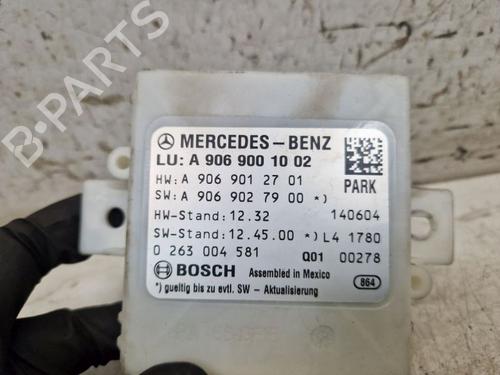 MERCEDES-BENZ
LU: A 906 900 10 02
HW: A 906 901 27 01
SW: A 906 902 79 00 *)
PARK
HW-Stand: 12.32 140604
SW-Stand: 12.45.00 *) L4 1780
0 263 004 581 Q01 00278
BOSCH Assembled in Mexico 864
*) gueltig bis zu evtl. SW - Aktualisierung